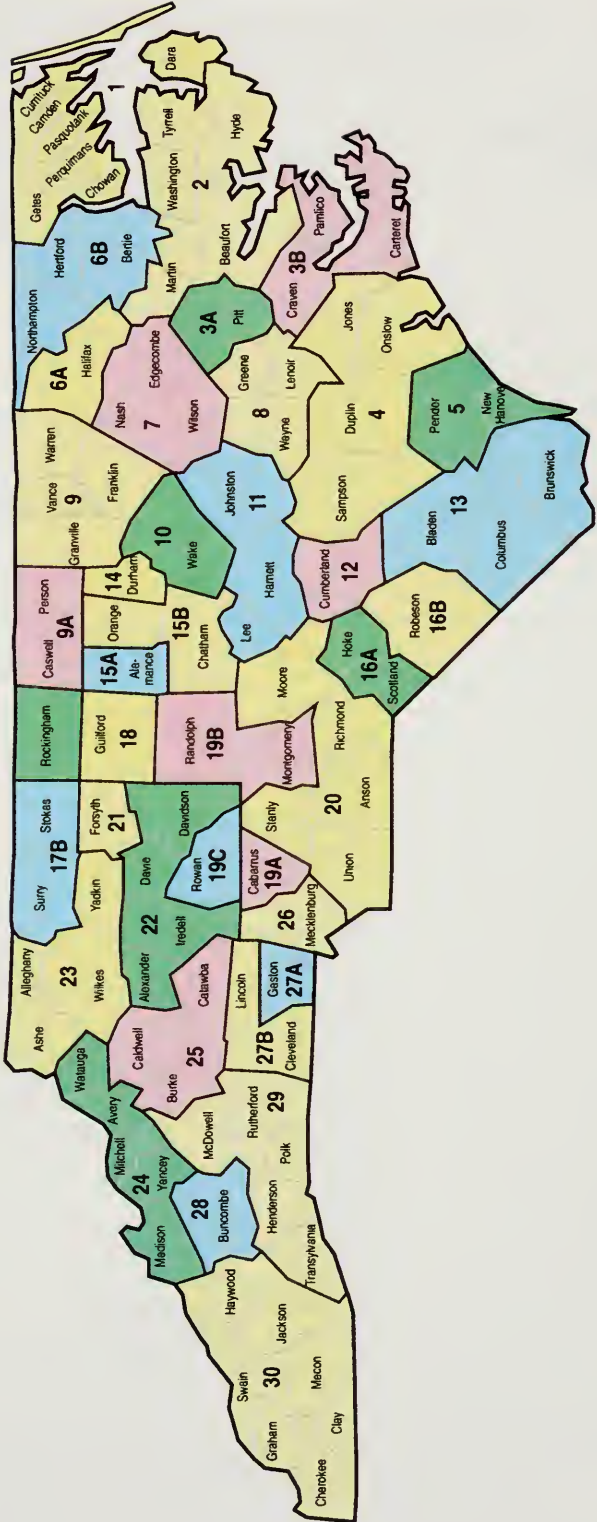 Cherokee
Graham
Swain
30
Clay
Macon
Jackson
Haywood
Transylvania
Henderson
Polk
Rutherford
29
McDowell
28
Buncombe
Madison
24
Yancey
Mitchell
Avery
Watauga
Burke
25
Caldwell
Catawba
27B
Cleveland
Lincoln
Gaston
27A
Ashe
Alleghany
23
Wilkes
Yadkin
Alexander
22
Iredell
Davie
Davidson
Rowan
19C
26
Mecklenburg
Cabarrus
19A
Surry
Stokas
17B
Forsyth
21
Stanly
Union
20
Anson
Richmond
Moore
Rockingham
Guilford
18
Randolph
19B
Montgomery
Caswell
Person
9A
15A
Ala-
mance
Orange
15B
Chatham
14
Durham
Hoke
16A
Scotland
Robeson
16B
Granville
Vance
Warren
9
Franklin
10
Wake
Lee
Harnett
Johnston
11
Cumberland
12
Bladen
13
Columbus
Brunswick
Sampson
Duplin
4
Jones
Onslow
Pender
5
New
Hanover
6A
Halifax
Nash
Edgecombe
7
Wilson
Wayne
8
Greene
Lenoir
3A
Pitt
Northampton
Hertford
6B
Bertie
Martin
Beaufort
Washington
2
Tyrrell
Hyde
Dara
Craven
3B
Pamlico
Carteret
Gates
Chowan
Perquimans
Pasquotank
Camden
Currituck
1